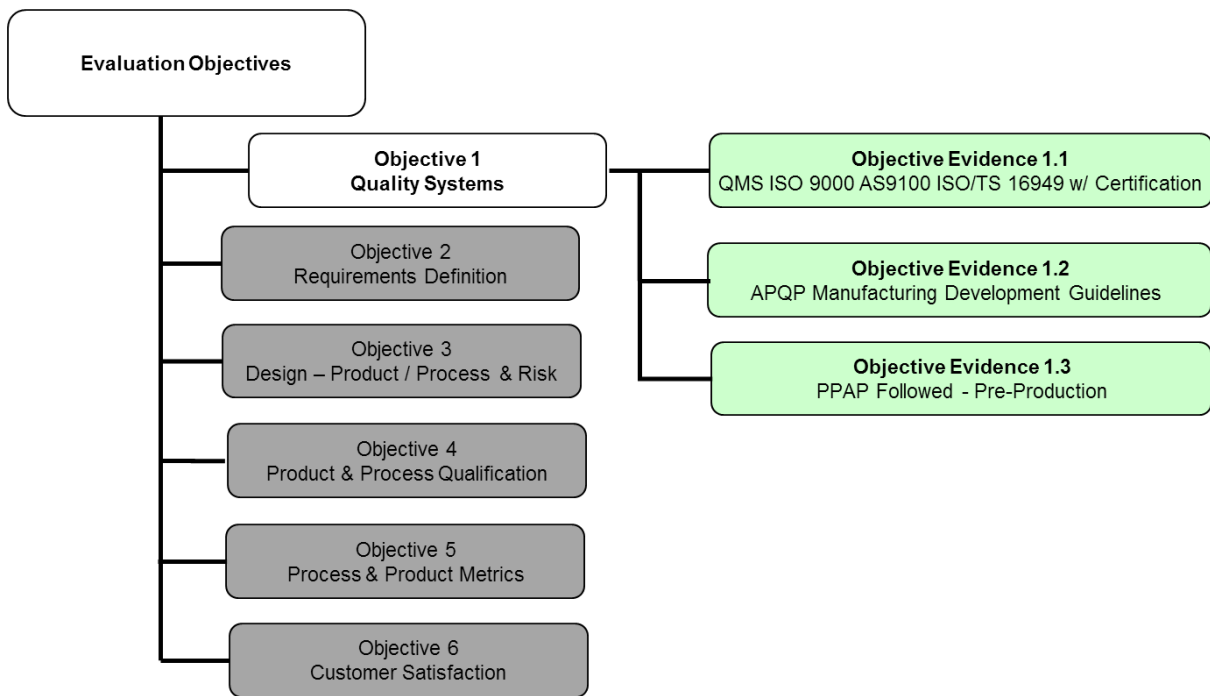 Evaluation Objectives
Objective 1
Quality Systems
Objective 2
Requirements Definition
Objective 3
Design – Product / Process & Risk
Objective 4
Product & Process Qualification
Objective 5
Process & Product Metrics
Objective 6
Customer Satisfaction
Objective Evidence 1.1
QMS ISO 9000 AS9100 ISO/TS 16949 w/ Certification
Objective Evidence 1.2
APQP Manufacturing Development Guidelines
Objective Evidence 1.3
PPAP Followed - Pre-Production